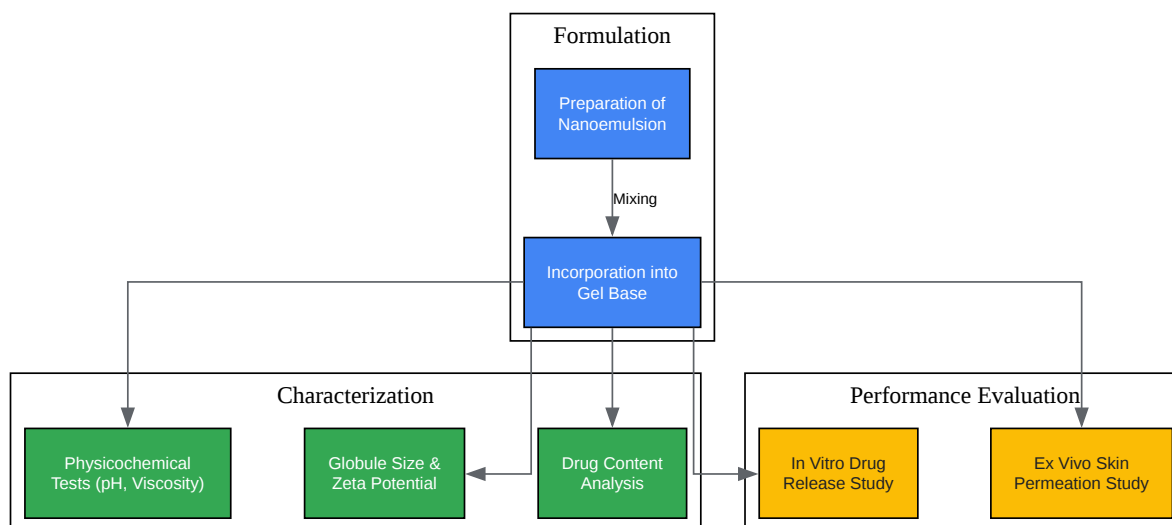 Formulation
Preparation of
Nanoemulsion
Mixing
Incorporation into
Gel Base
Characterization
Physicochemical
Tests (pH, Viscosity)
Globule Size &
Zeta Potential
Drug Content
Analysis
Performance Evaluation
In Vitro Drug
Release Study
Ex Vivo Skin
Permeation Study